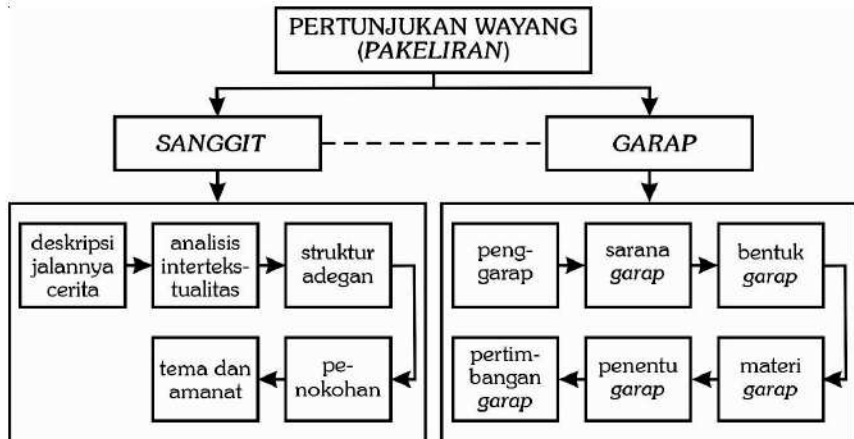 PERTUNJUKAN WAYANG
(PAKELIRAN)
SANGGIT
GARAP
deskripsi
jalannya
cerita
analisis
interteks-
tualitas
struktur
adegan
pe-
nokohan
tema dan
amanat
peng-
garap
sarana
garap
bentuk
garap
materi
garap
penentu
garap
pertim-
bangan
garap